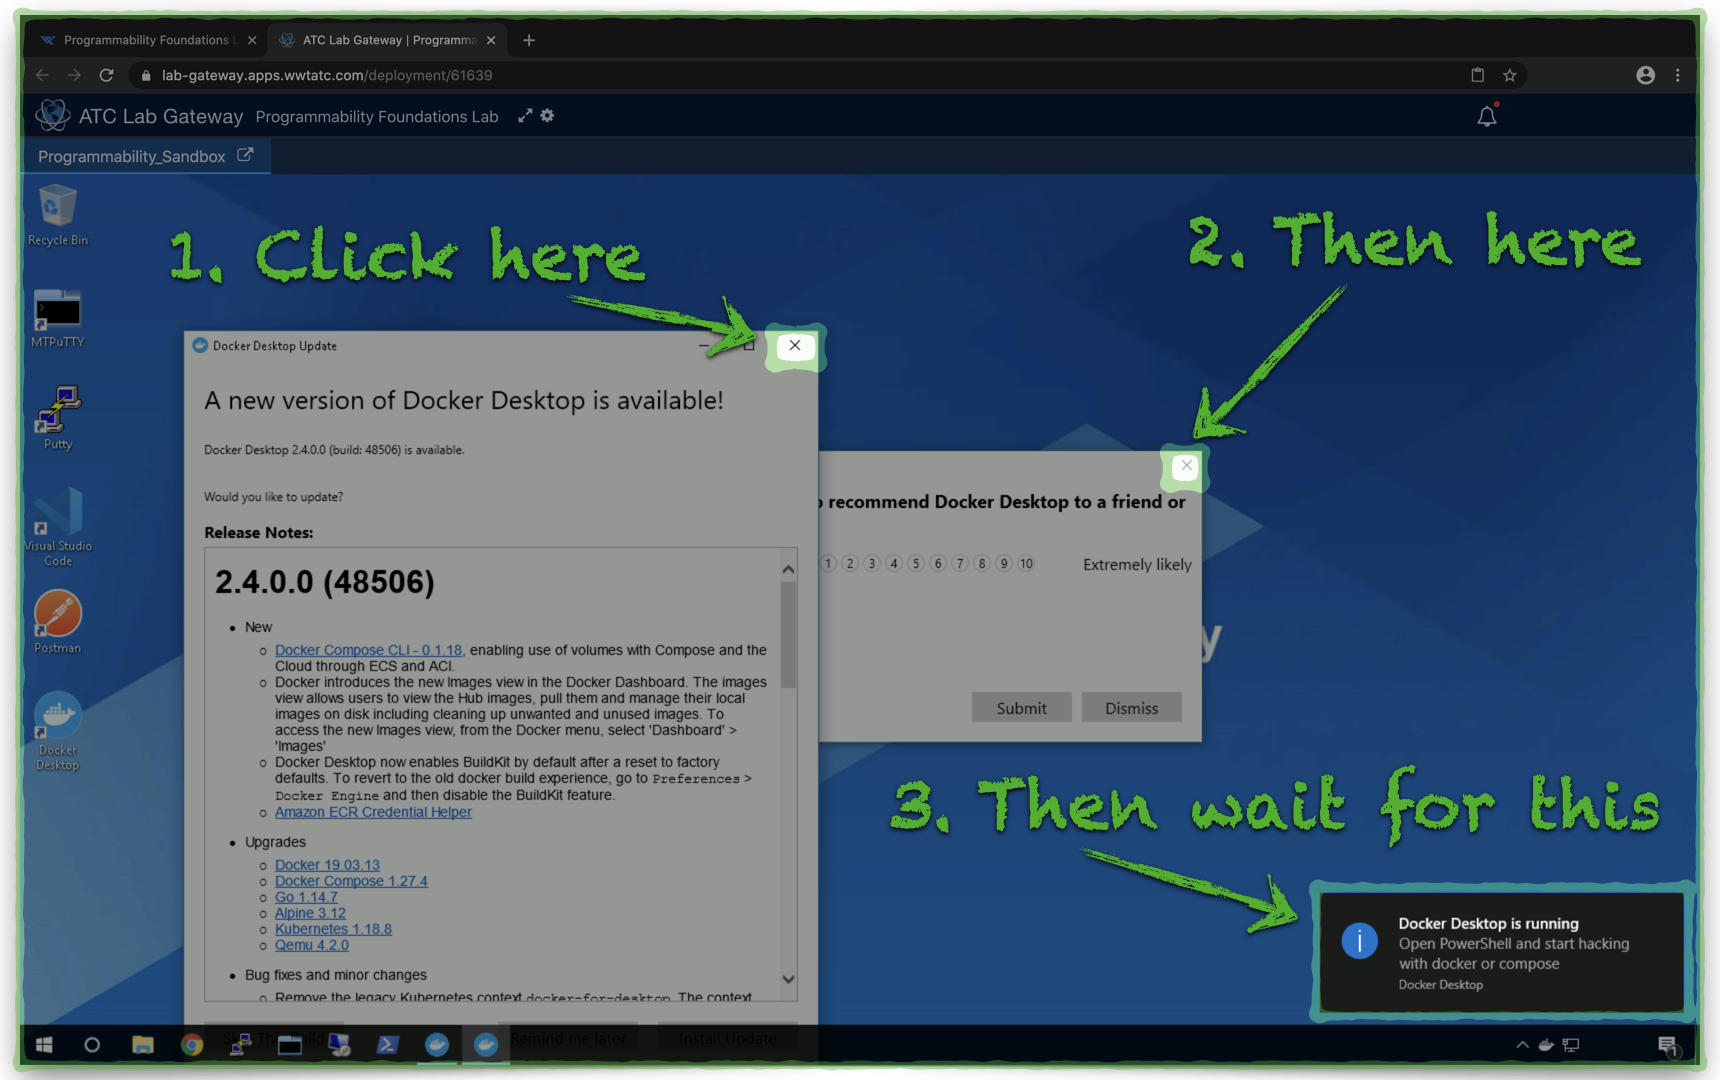 Programmability Foundations L
ATC Lab Gateway | Programma
lab-gateway.apps.wwtatc.com/deployment/61639
ATC Lab Gateway Programmability Foundations Lab
Programmability_Sandbox
Recycle Bin
MTPuTTY
Putty
Visual Studio
Code
Postman
Docker
Desktop
1. Click here
2. Then here
Docker Desktop Update
A new version of Docker Desktop is available!
Docker Desktop 2.4.0.0 (build: 48506) is available.
Would you like to update?
Release Notes:
2.4.0.0 (48506)
• New
o Docker Compose CLI - 0.1.18, enabling use of volumes with Compose and the
Cloud through ECS and ACI.
o Docker introduces the new Images view in the Docker Dashboard. The images
view allows users to view the Hub images, pull them and manage their local
images on disk including cleaning up unwanted and unused images. To
access the new Images view, from the Docker menu, select 'Dashboard' >
'Images'
o Docker Desktop now enables BuildKit by default after a reset to factory
defaults. To revert to the old docker build experience, go to Preferences >
Docker Engine and then disable the BuildKit feature.
o Amazon ECR Credential Helper
• Upgrades
o Docker 19.03.13
o Docker Compose 1.27.4
o Go 1.14.7
o Alpine 3.12
o Kubernetes 1.18.8
o Qemu 4.2.0
• Bug fixes and minor changes
o Remove the legacy Kubernetes context docker-for-desktop. The context
Remind me later
Install Update
recommend Docker Desktop to a friend or
1 2 3 4 5 6 7 8 9 10 Extremely likely
y
Submit Dismiss
3. Then wait for this
Docker Desktop is running
Open PowerShell and start hacking
with docker or compose
Docker Desktop
1